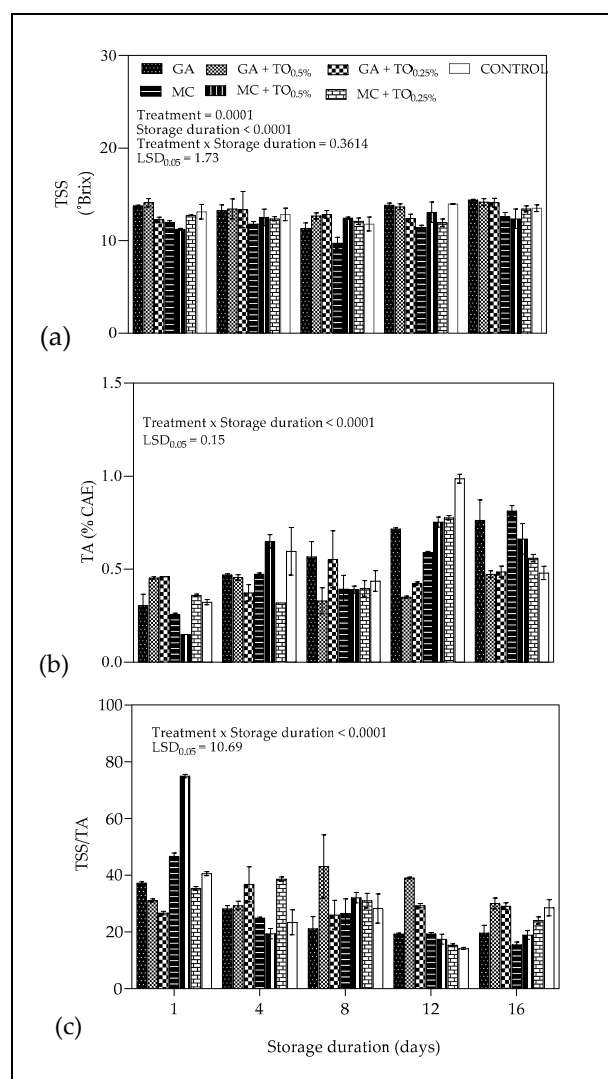 30
GA GA + TO0.5% GA + TO0.25% CONTROL
MC MC + TO0.5% MC + TO0.25%
Treatment = 0.0001
Storage duration < 0.0001
Treatment x Storage duration = 0.3614
LSD0.05 = 1.73
20
10
0
TSS
(°Brix)
(a)
1.5
Treatment x Storage duration < 0.0001
LSD0.05 = 0.15
1.0
0.5
0.0
TA (% CAE)
(b)
100
Treatment x Storage duration < 0.0001
LSD0.05 = 10.69
80
60
40
20
0
TSS/TA
1 4 8 12 16
(c)
Storage duration (days)